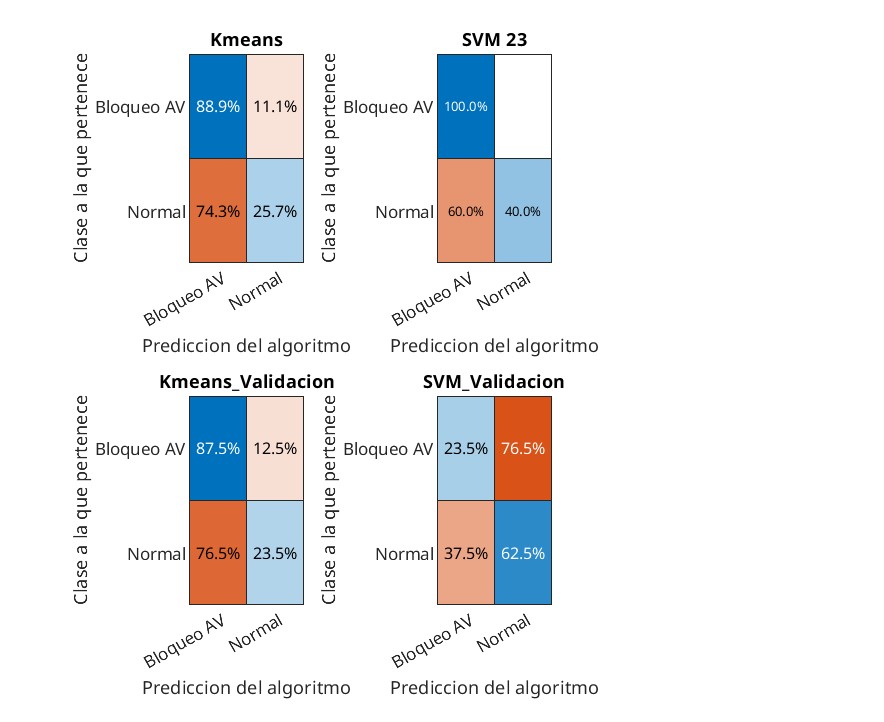 Kmeans
Clase a la que pertenece
Bloqueo AV
88.9% 11.1%
Normal
74.3% 25.7%
Bloqueo AV
Normal
Prediccion del algoritmo
SVM 23
Clase a la que pertenece
Bloqueo AV
100.0%
Normal
60.0% 40.0%
Bloqueo AV
Normal
Prediccion del algoritmo
Kmeans_Validacion
Clase a la que pertenece
Bloqueo AV
87.5% 12.5%
Normal
76.5% 23.5%
Bloqueo AV
Normal
Prediccion del algoritmo
SVM_Validacion
Clase a la que pertenece
Bloqueo AV
23.5% 76.5%
Normal
37.5% 62.5%
Bloqueo AV
Normal
Prediccion del algoritmo